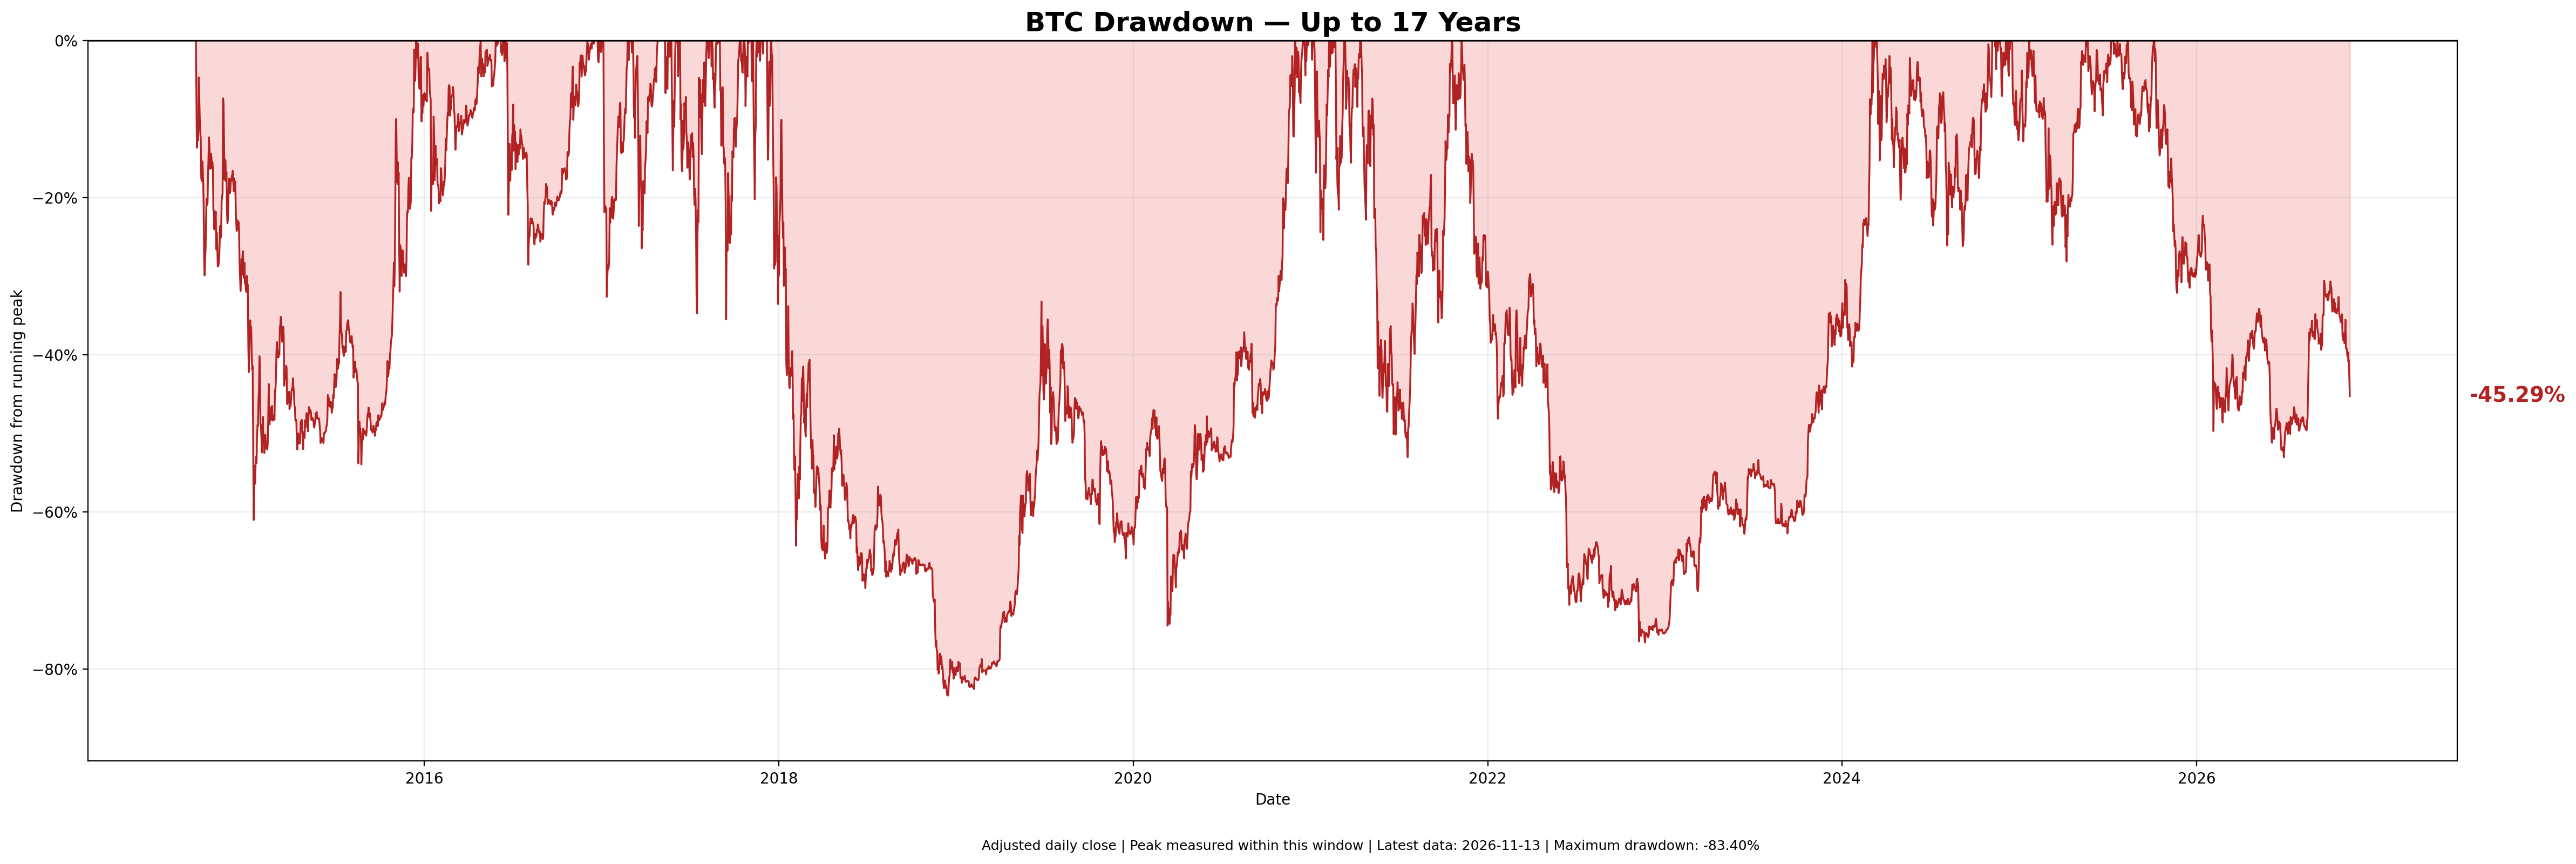 BTC Drawdown — Up to 17 Years
0%
−20%
−40%
−60%
−80%
Drawdown from running peak
-45.29%
2016 2018 2020 2022 2024 2026
Date
Adjusted daily close | Peak measured within this window | Latest data: 2026-11-13 | Maximum drawdown: -83.40%